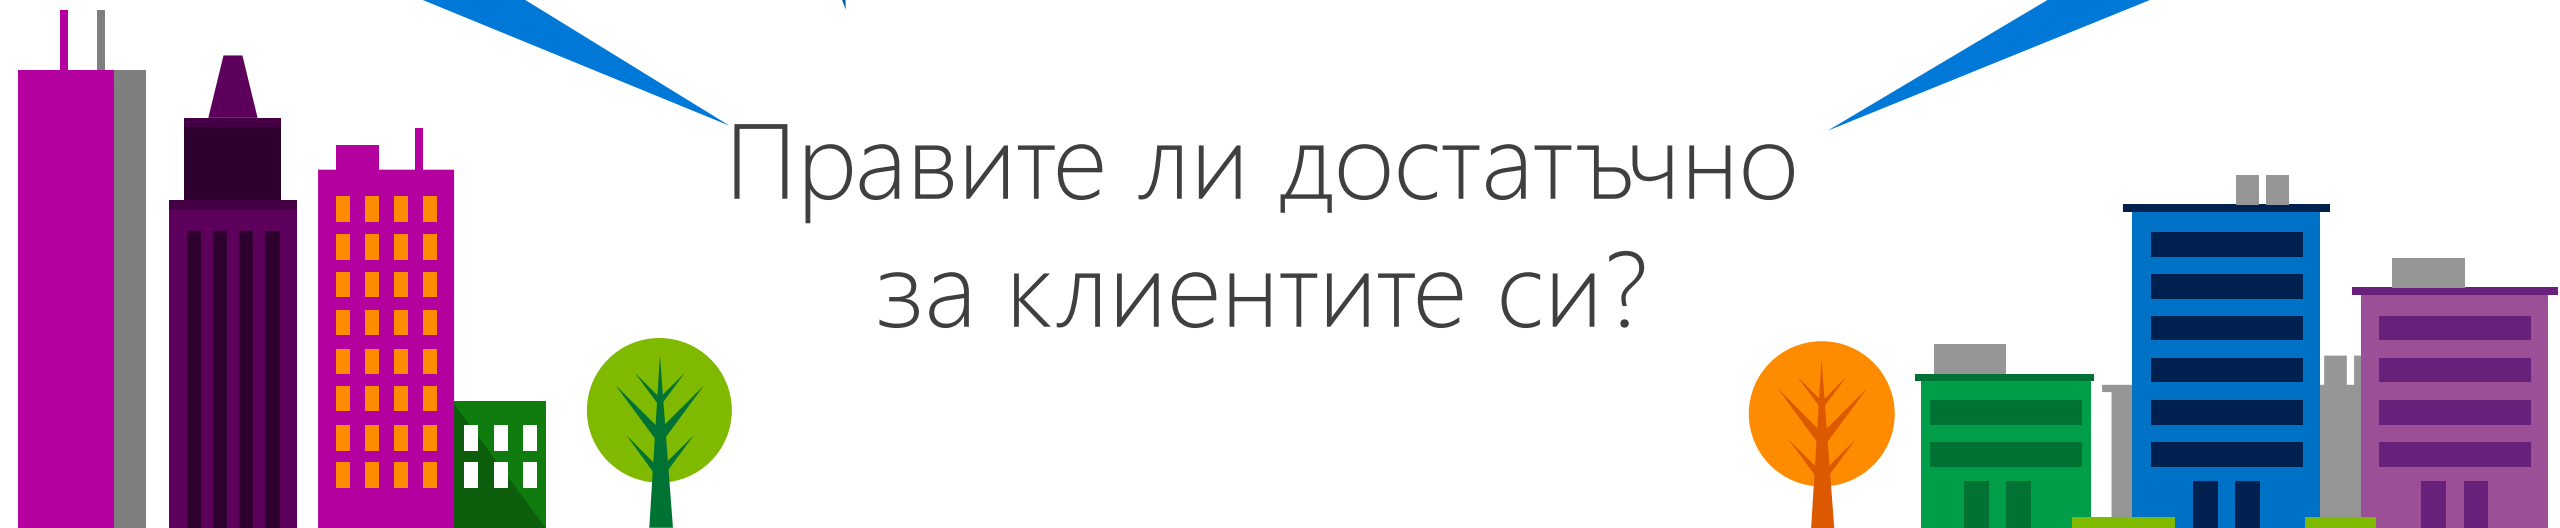 Правите ли достатъчно
за клиентите си?